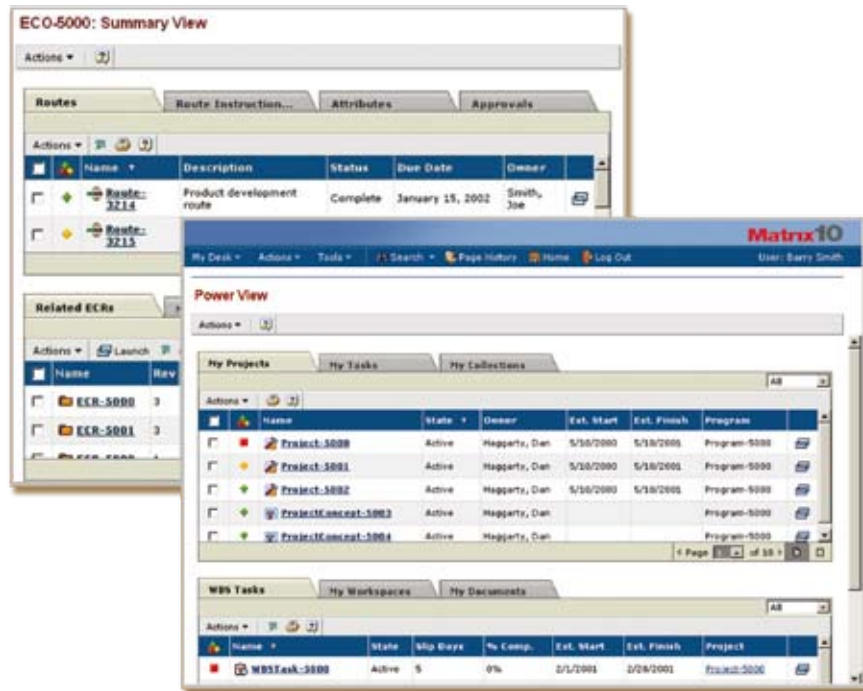 ECO-5000: Summary View
Actions
Routes Route Instruction... Attributes Approvals
Actions
Name Description Status Due Date Owner
Route-3214 Product development route Complete January 15, 2002 Smith, Joe
Route-3215
Related ECRs
Actions Launch
Name Rev
ECR-5000 3
ECR-5001 3
Matrix10
My Desk Actions Tools Search Page History Home Log Out User: Barry Smith
Power View
Actions
My Projects My Tasks My Collections
All
Actions
Name State Owner Est. Start Est. Finish Program
Project-5000 Active Haggarty, Dan 5/10/2000 5/10/2001 Program-5000
Project-5001 Active Haggarty, Dan 5/10/2000 5/10/2001 Program-5000
Project-5002 Active Haggarty, Dan 5/10/2000 5/10/2001 Program-5000
ProjectConcept-5003 Active Haggarty, Dan Program-5000
ProjectConcept-5004 Active Haggarty, Dan Program-5000
Page of 10
WBS Tasks My Workspaces My Documents
All
Actions
Name State Slip Days % Comp. Est. Start Est. Finish Project
WBSTask-5000 Active 5 0% 2/1/2001 2/28/2001 Project-5000